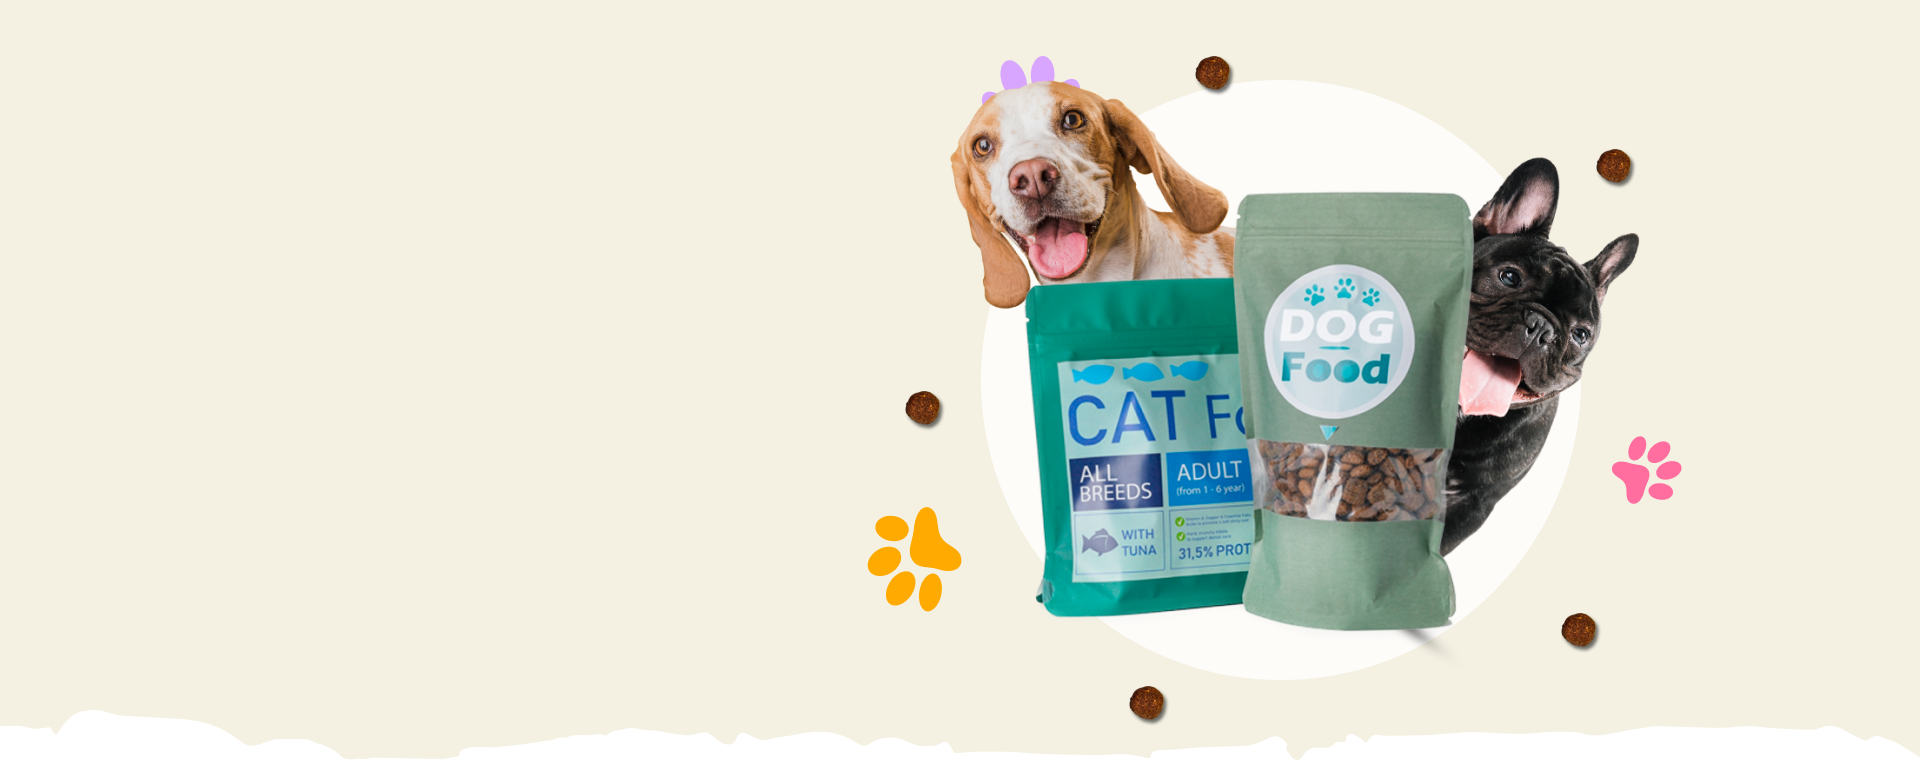 CAT
ALL
BREEDS
ADULT
(from 1 - 6 year)
WITH
TUNA
31,5% PROT
DOG
Food